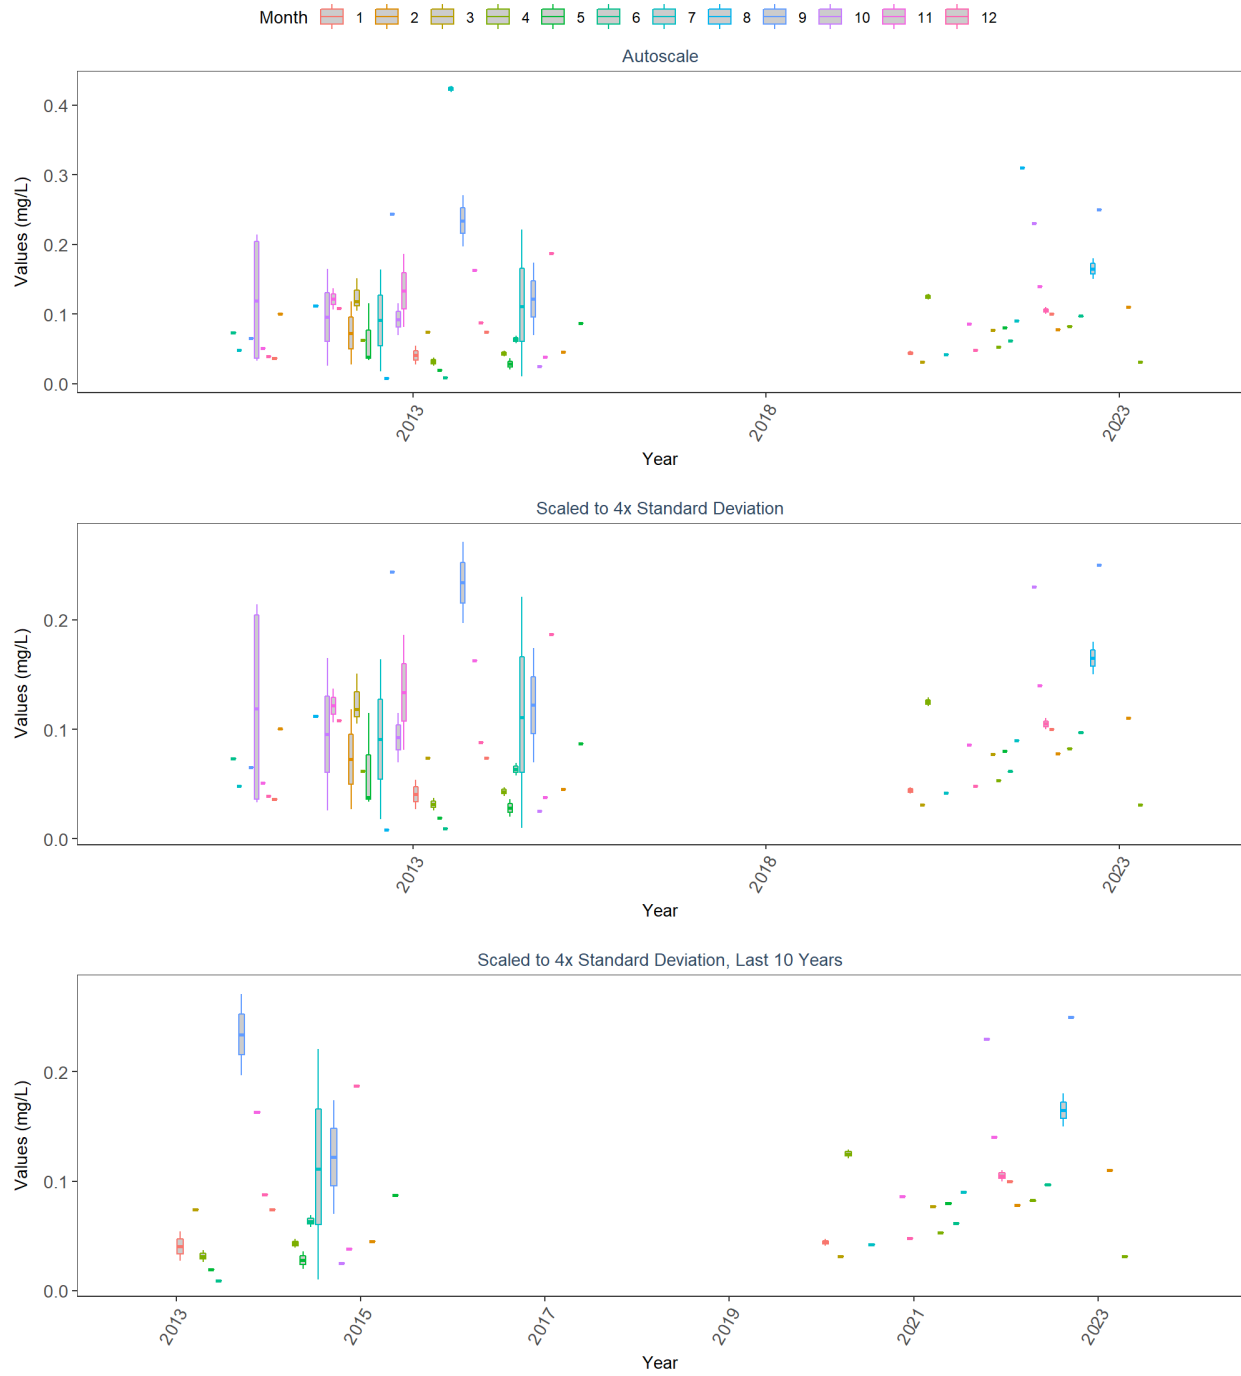 Month 1 2 3 4 5 6 7 8 9 10 11 12
Autoscale
Values (mg/L)
0.4
0.3
0.2
0.1
0.0
2013 2018 2023
Year
Scaled to 4x Standard Deviation
Values (mg/L)
0.2
0.1
0.0
2013 2018 2023
Year
Scaled to 4x Standard Deviation, Last 10 Years
Values (mg/L)
0.2
0.1
0.0
2013 2015 2017 2019 2021 2023
Year